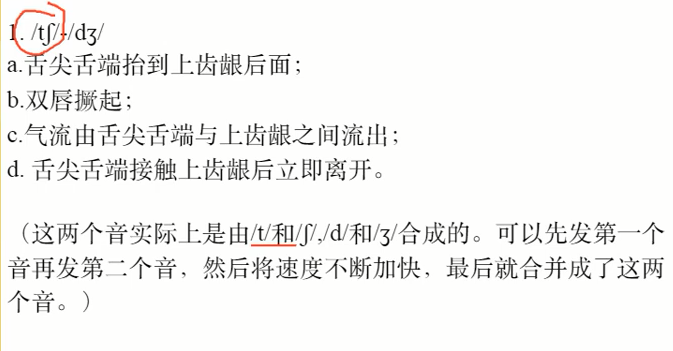 1. /tʃ/-/dʒ/
a.舌尖舌端抬到上齿龈后面；
b.双唇撅起；
c.气流由舌尖舌端与上齿龈之间流出；
d. 舌尖舌端接触上齿龈后立即离开。
（这两个音实际上是由/t/和/ʃ/,/d/和/ʒ/合成的。可以先发第一个
音再发第二个音，然后将速度不断加快，最后就合并成了这两
个音。）